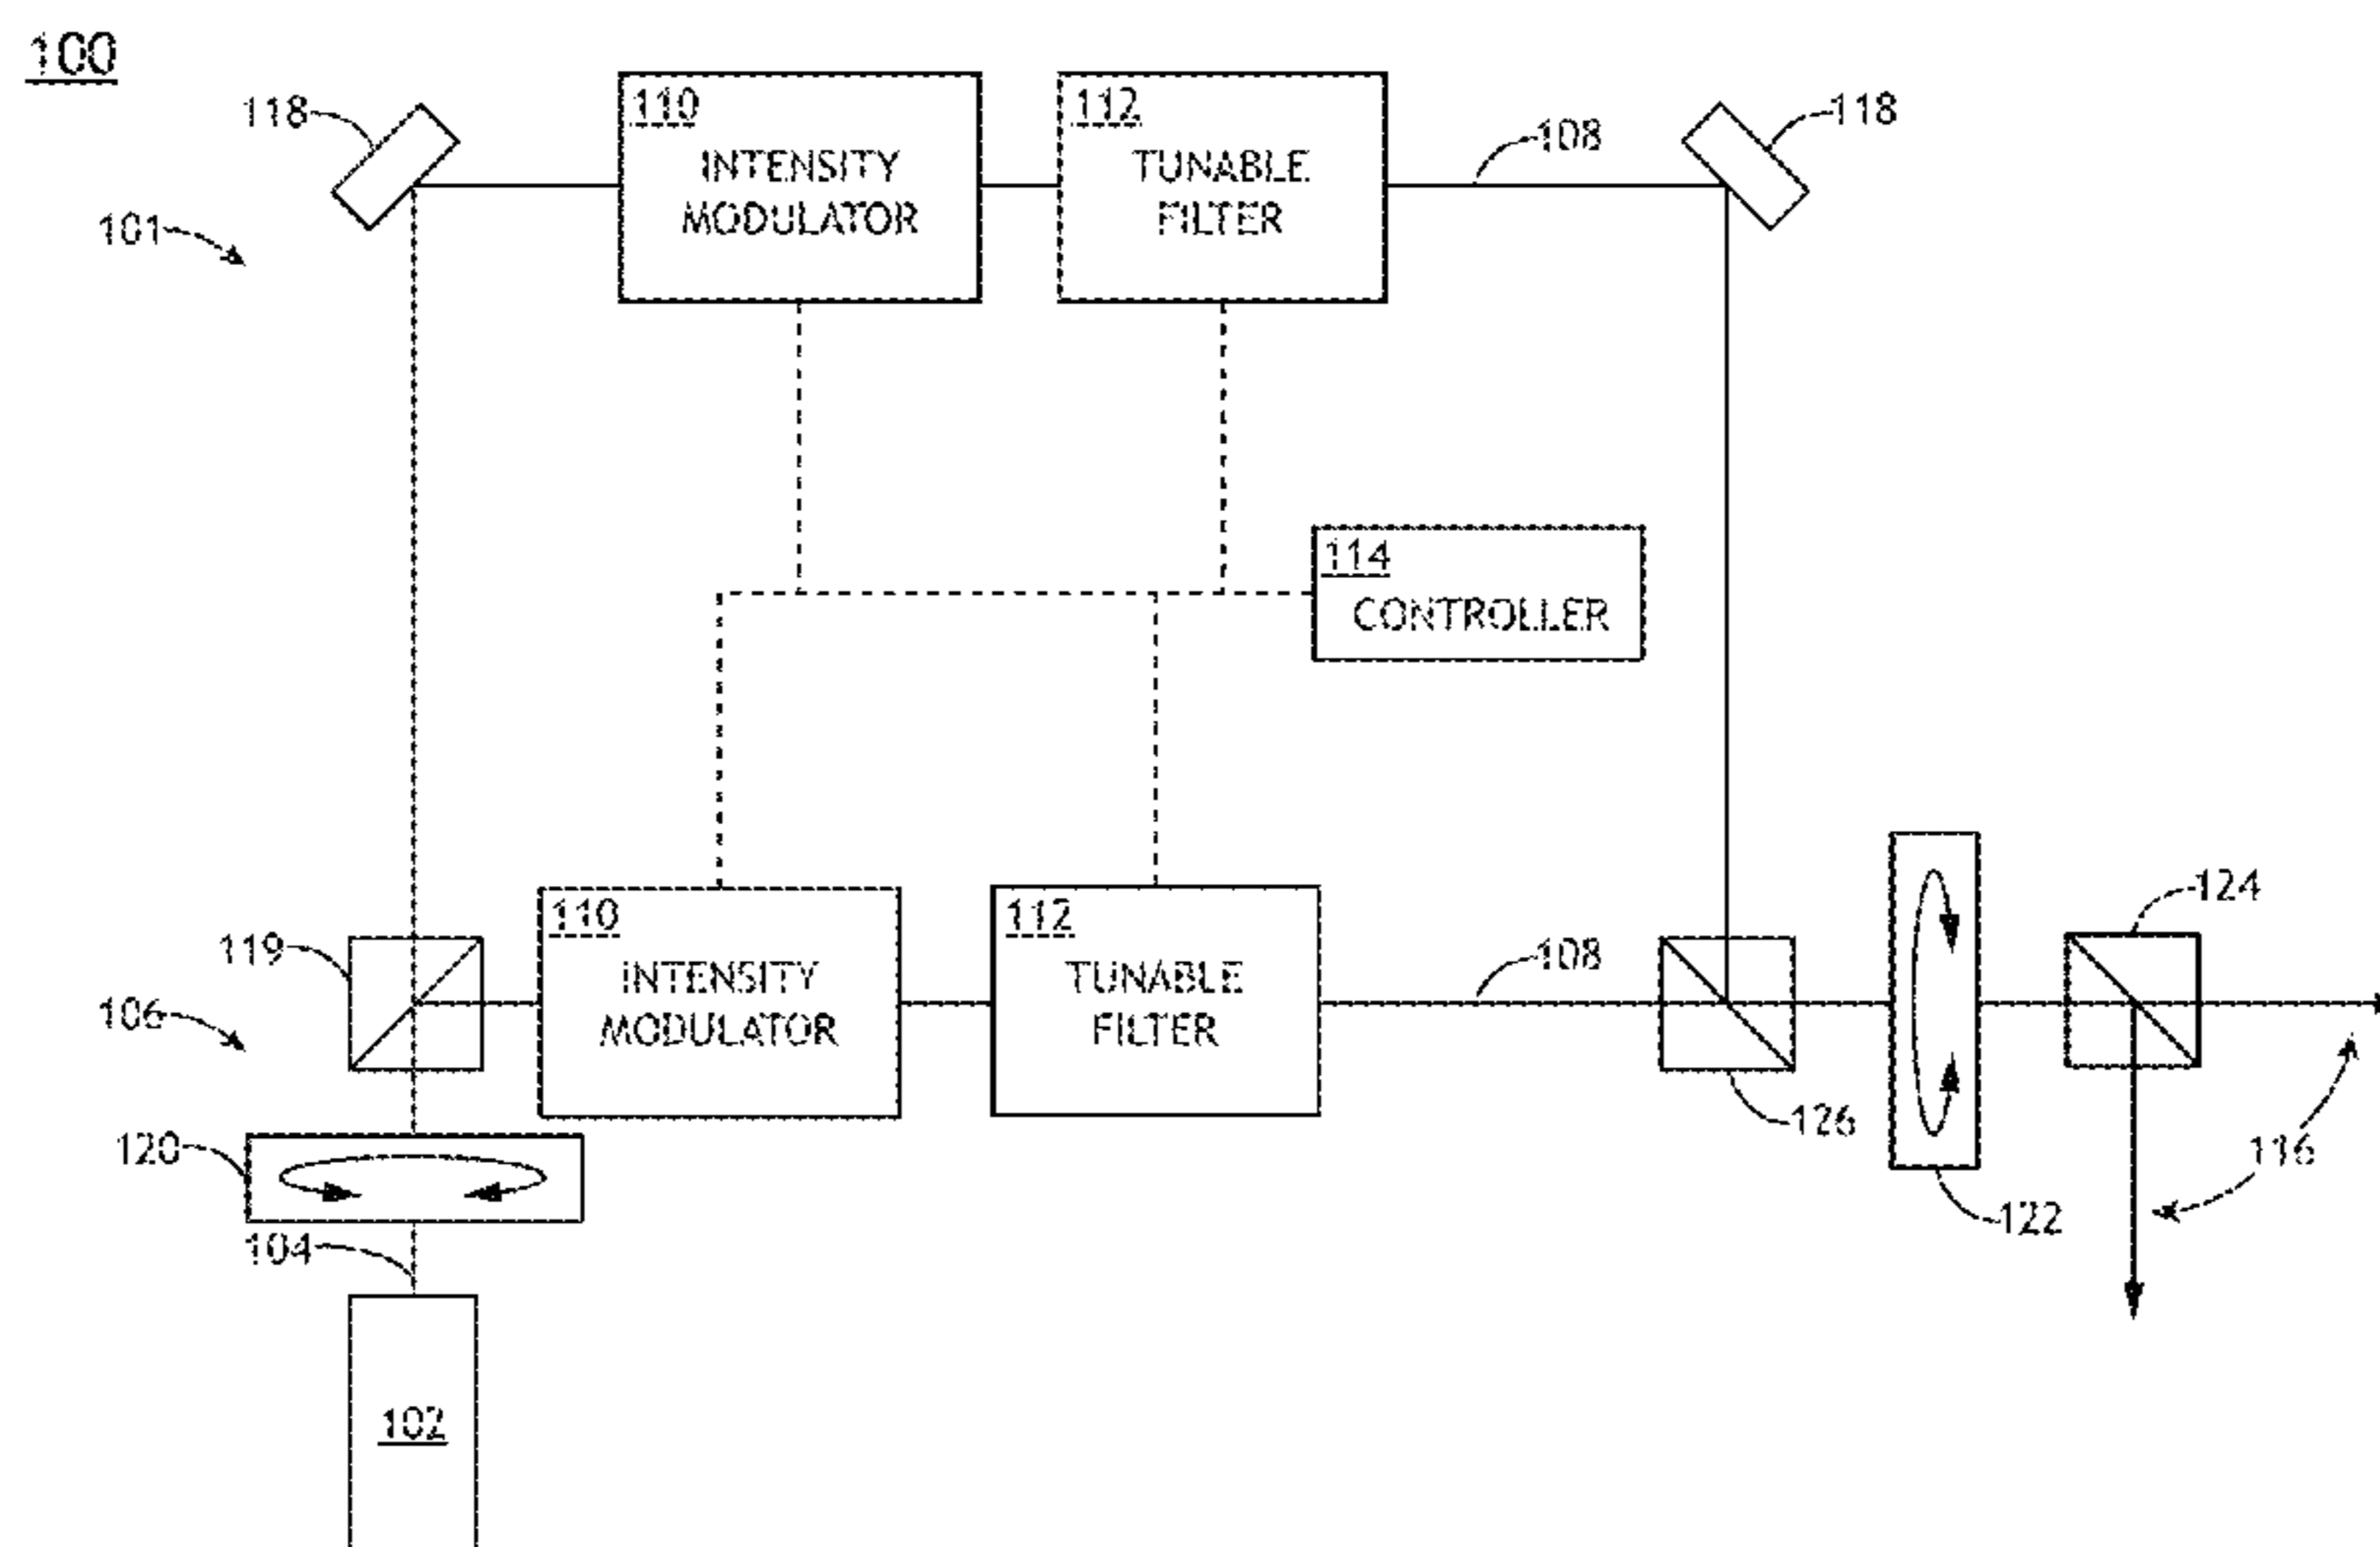 100
118
110
INTENSITY
MODULATOR
112
TUNABLE
FILTER
108
118
101
114
CONTROLLER
119
110
INTENSITY
MODULATOR
112
TUNABLE
FILTER
108
124
106
126
120
116
122
104
102